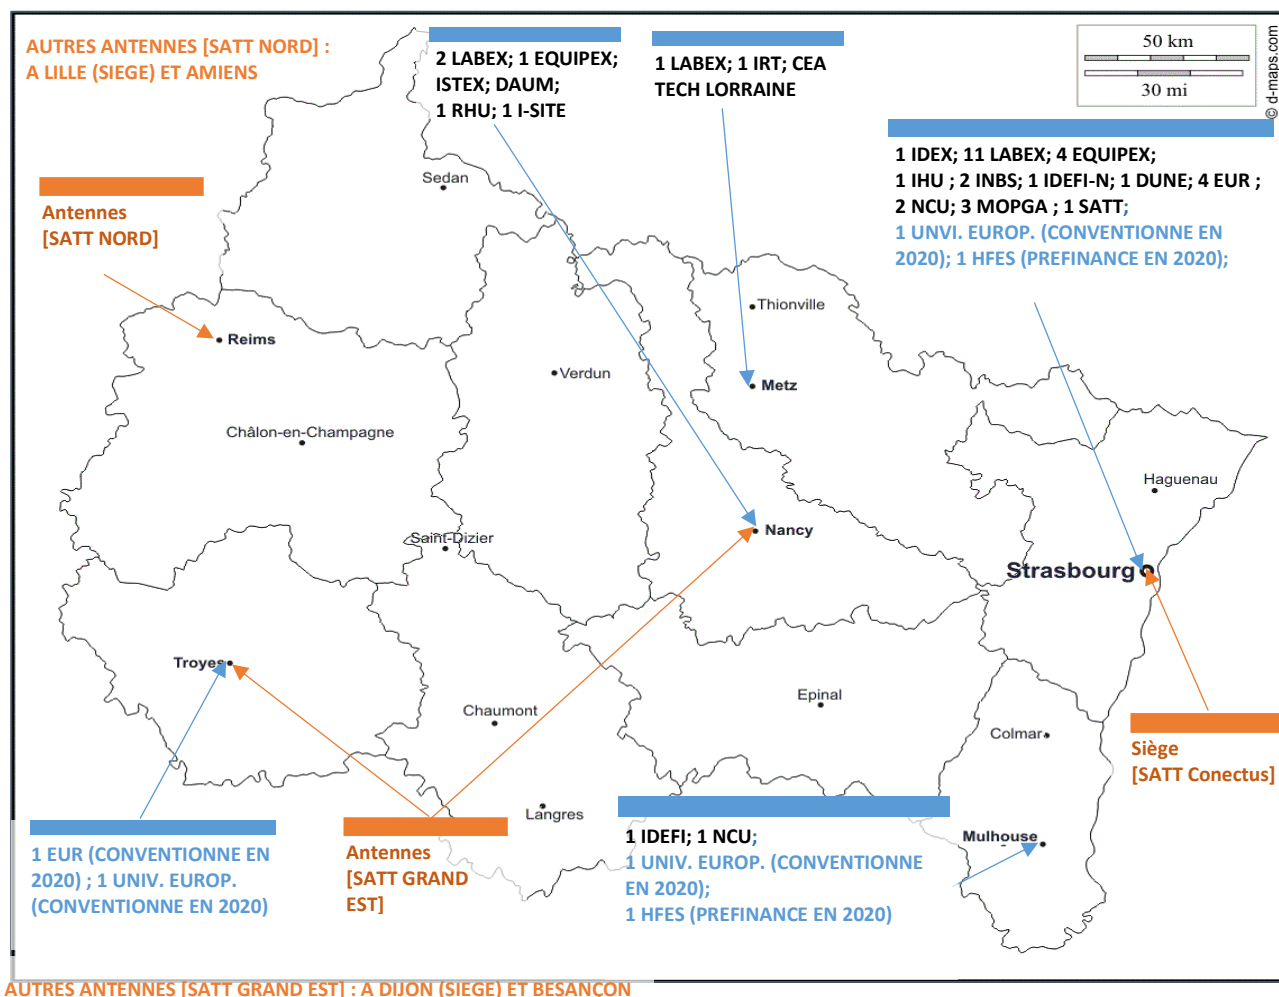 AUTRES ANTENNES [SATT NORD] :
A LILLE (SIEGE) ET AMIENS
2 LABEX; 1 EQUIPEX;
ISTEX; DAUM;
1 RHU; 1 I-SITE
1 LABEX; 1 IRT; CEA
TECH LORRAINE
50 km
30 mi
© d-maps.com
1 IDEX; 11 LABEX; 4 EQUIPEX;
1 IHU ; 2 INBS; 1 IDEFI-N; 1 DUNE; 4 EUR ;
2 NCU; 3 MOPGA ; 1 SATT;
1 UNVI. EUROP. (CONVENTIONNE EN
2020); 1 HFES (PREFINANCE EN 2020);
Antennes
[SATT NORD]
Sedan
Thionville
Reims
Verdun
Metz
Châlon-en-Champagne
Haguenau
Nancy
Saint-Dizier
Strasbourg
Troyes
Epinal
Chaumont
Colmar
Siège
[SATT Conectus]
Langres
Mulhouse
1 EUR (CONVENTIONNE EN
2020) ; 1 UNIV. EUROP.
(CONVENTIONNE EN 2020)
Antennes
[SATT GRAND
EST]
1 IDEFI; 1 NCU;
1 UNIV. EUROP. (CONVENTIONNE
EN 2020);
1 HFES (PREFINANCE EN 2020)
AUTRES ANTENNES [SATT GRAND EST] : A DIJON (SIEGE) ET BESANCON